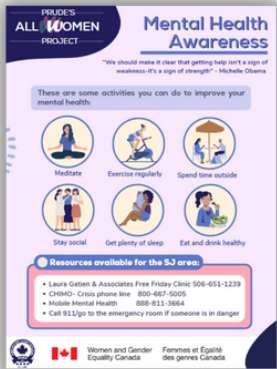 PRUDE'S
ALL WOMEN
PROJECT
Mental Health
Awareness
"We should make it clear that getting help isn't a sign of
weakness-it's a sign of strength" - Michelle Obama
These are some activities you can do to improve your
mental health:
Meditate
Exercise regularly
Spend time outside
Stay social
Get plenty of sleep
Eat and drink healthy
Resources available for the SJ area:
• Laura Gatien & Associates Free Friday Clinic 506-651-1239
• CHIMO- Crisis phone line 800-667-5005
• Mobile Mental Health 888-811-3664
• Call 911/go to the emergency room if someone is in danger
Women and Gender
Equality Canada
Femmes et Égalité
des genres Canada